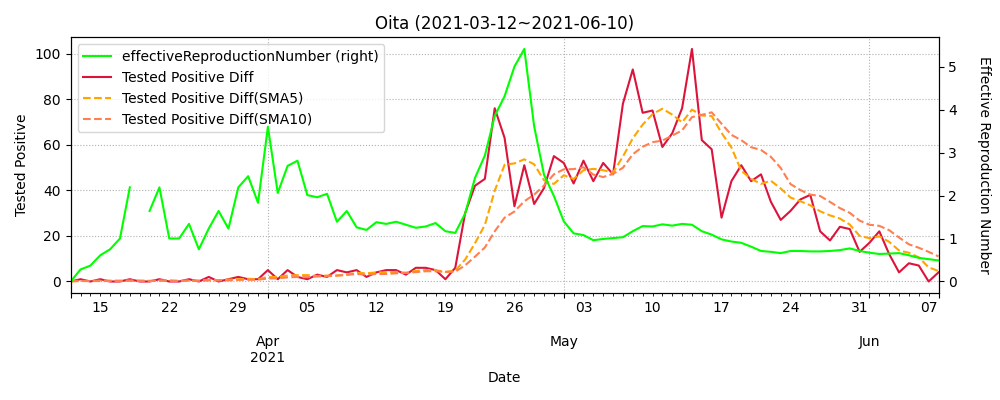 Oita (2021-03-12~2021-06-10)
effectiveReproductionNumber (right)
Tested Positive Diff
Tested Positive Diff(SMA5)
Tested Positive Diff(SMA10)
Tested Positive
100
80
60
40
20
0
Effective Reproduction Number
5
4
3
2
1
0
15 22 29 05 12 19 26 03 10 17 24 31 07
Apr May Jun
2021
Date